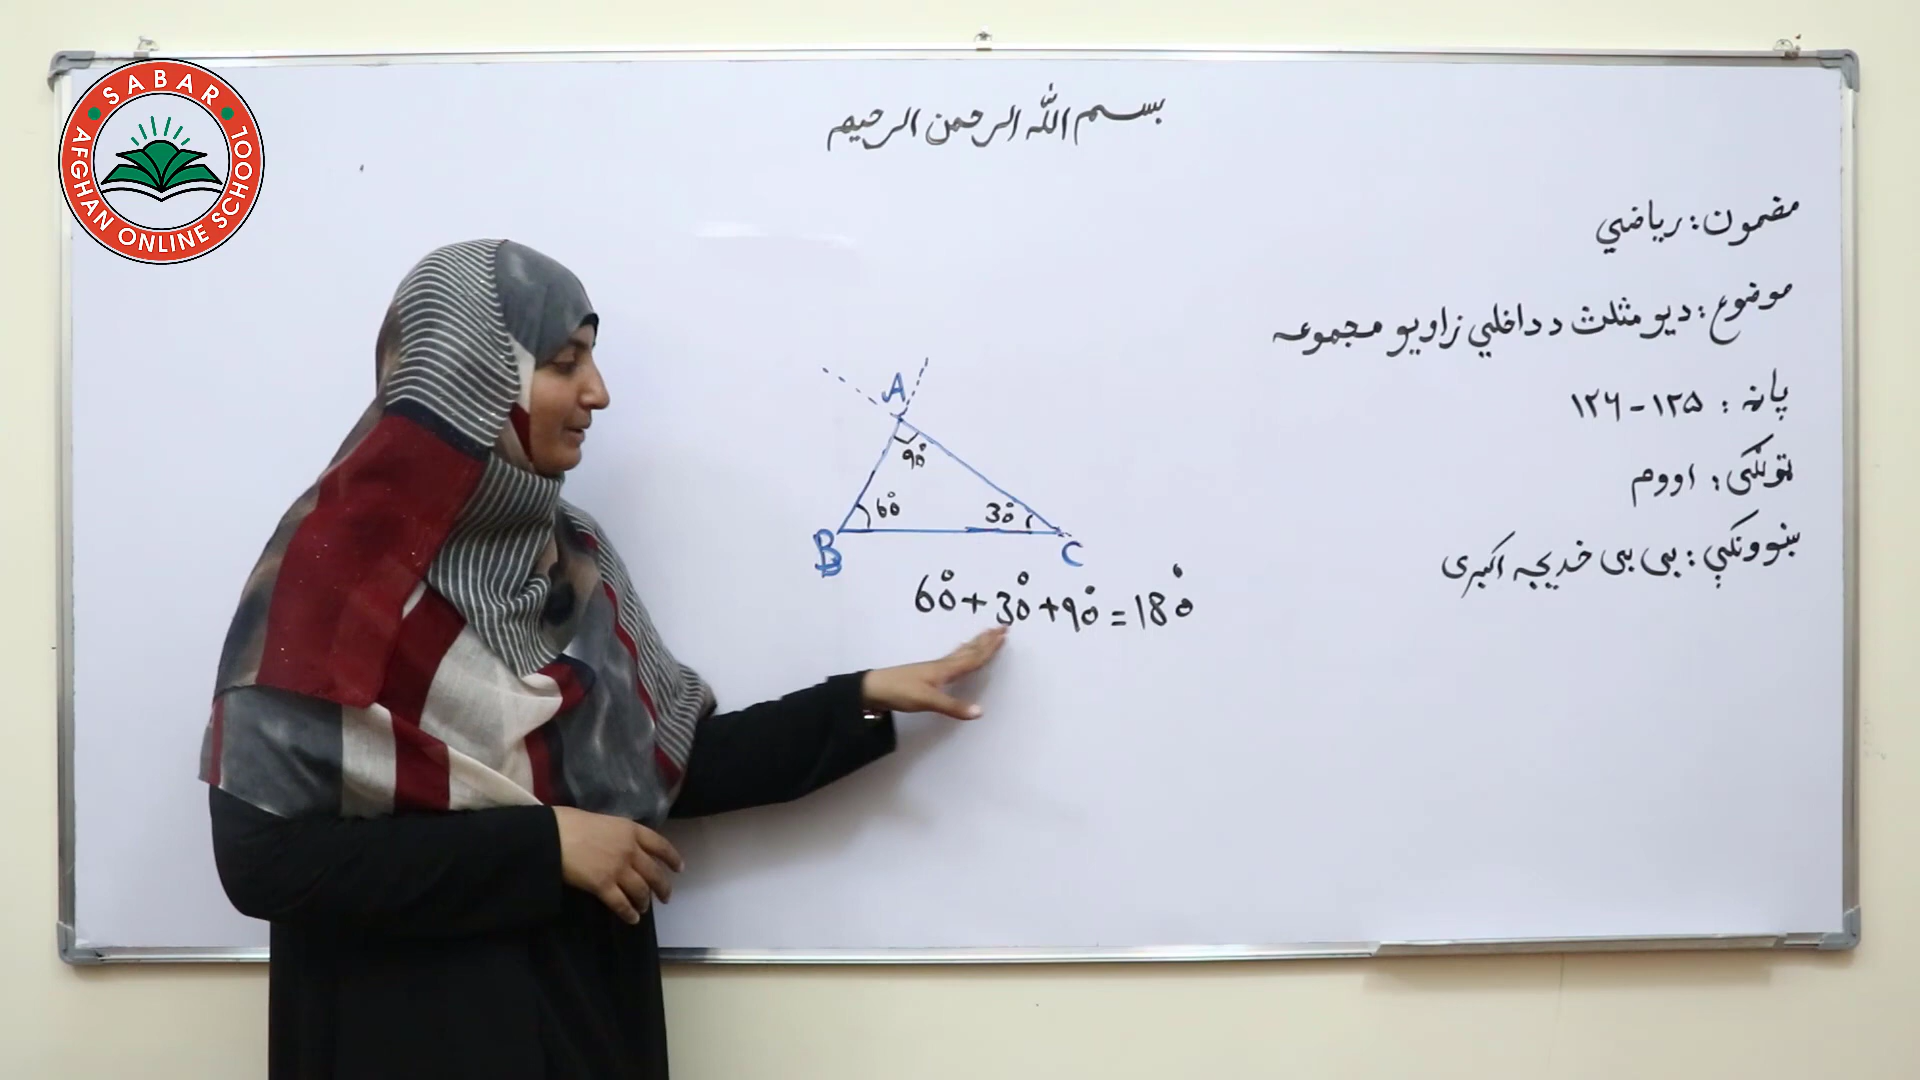 SABAR
AFGHAN ONLINE SCHOOL
بسم الله الرحمن الرحیم
مضمون: ریاضي
موضوع: د یو مثلث د داخلي زاویو مجموعه
پاڼه: ۱۲۵-۱۲۶
ټولګی: اووم
ښوونکې: بی بی خدیجه اکبری
A
90°
60°
30°
B
C
60°+30°+90°=180°